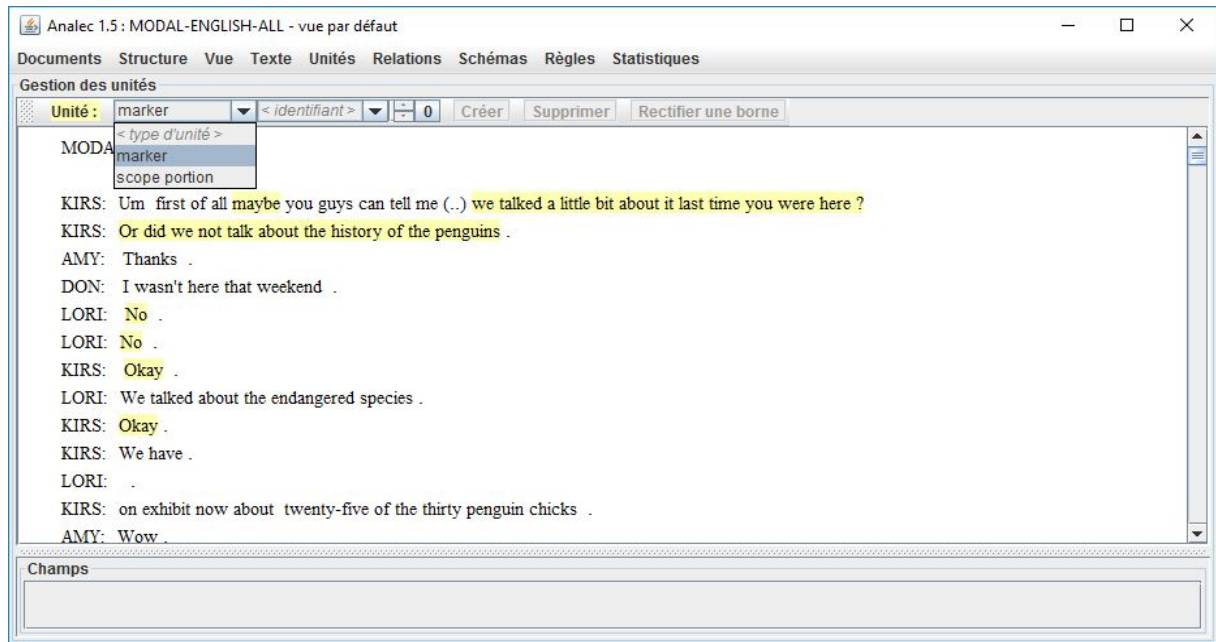 Analec 1.5 : MODAL-ENGLISH-ALL - vue par défaut
Documents Structure Vue Texte Unités Relations Schémas Règles Statistiques
Gestion des unités
Unité : marker < identifiant > 0 Créer Supprimer Rectifier une borne
< type d'unité >
MODA
marker
scope portion
KIRS: Um first of all maybe you guys can tell me (..) we talked a little bit about it last time you were here ?
KIRS: Or did we not talk about the history of the penguins .
AMY: Thanks .
DON: I wasn't here that weekend .
LORI: No .
LORI: No .
KIRS: Okay .
LORI: We talked about the endangered species .
KIRS: Okay .
KIRS: We have .
LORI: .
KIRS: on exhibit now about twenty-five of the thirty penguin chicks .
AMY: Wow .
Champs